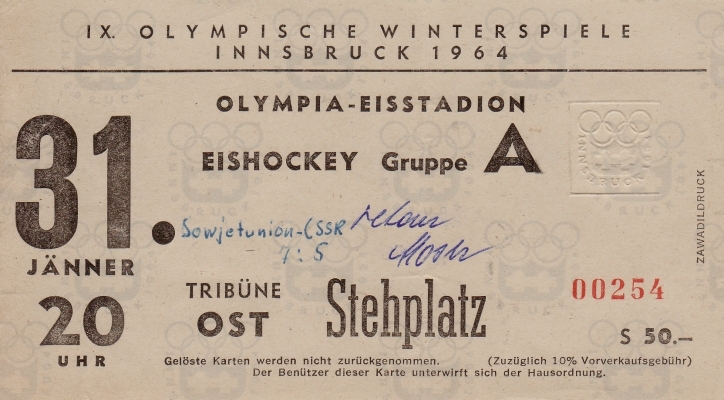 IX. OLYMPISCHE WINTERSPIELE
INNSBRUCK 1964
OLYMPIA-EISSTADION
EISHOCKEY Gruppe A
31.
JÄNNER
Sowjetunion-ČSSR
7:5
retour
20
UHR
TRIBÜNE
OST
Stehplatz
00254
S 50.–
Gelöste Karten werden nicht zurückgenommen. (Zuzüglich 10% Vorverkaufsgebühr)
Der Benützer dieser Karte unterwirft sich der Hausordnung.
INNSBRUCK
ZAWADILDRUCK